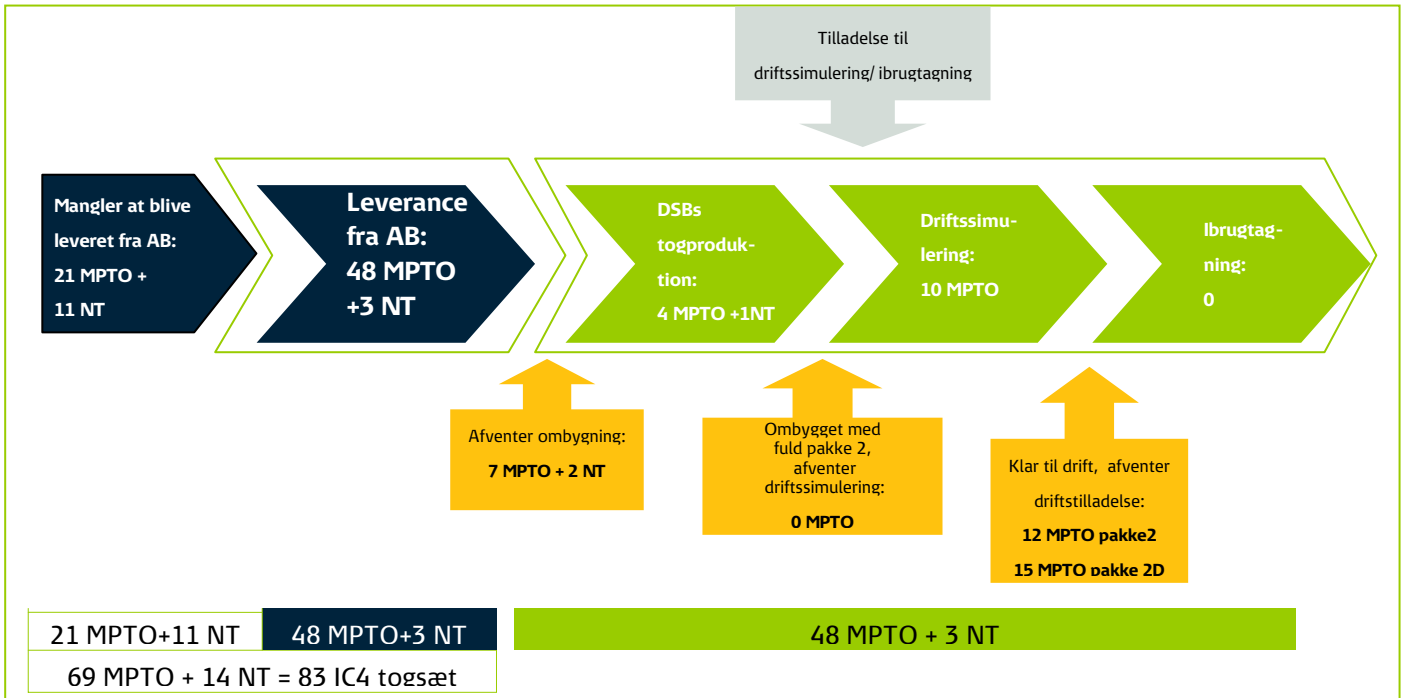 Tilladelse til
driftssimulering/ ibrugtagning
Mangler at blive
leveret fra AB:
21 MPTO +
11 NT
Leverance
fra AB:
48 MPTO
+3 NT
DSBs
togproduk-
tion:
4 MPTO +1NT
Driftssimu-
lering:
10 MPTO
Ibrugtag-
ning:
0
Afventer ombygning:
7 MPTO + 2 NT
Ombygget med
fuld pakke 2,
afventer
driftssimulering:
0 MPTO
Klar til drift, afventer
driftstilladelse:
12 MPTO pakke2
15 MPTO pakke 2D
21 MPTO+11 NT
48 MPTO+3 NT
48 MPTO + 3 NT
69 MPTO + 14 NT = 83 IC4 togsæt